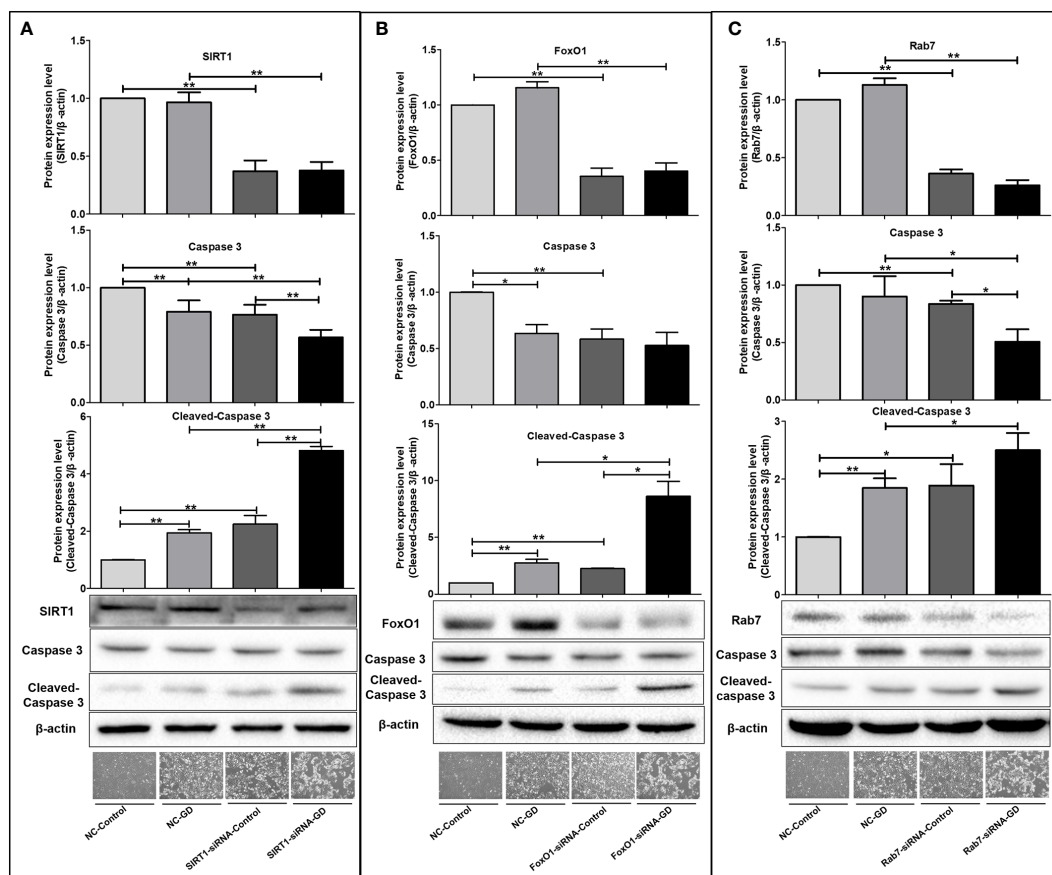 A
SIRT1
Protein expression level
(SIRT1/β -actin)
1.5
1.0
0.5
0.0
**
**
Caspase 3
Protein expression level
(Caspase 3/β -actin)
1.5
1.0
0.5
0.0
**
**
**
**
Cleaved-Caspase 3
Protein expression level
(Cleaved-Caspase 3/β -actin)
6
4
2
0
**
**
**
**
SIRT1
Caspase 3
Cleaved-
Caspase 3
β-actin
NC-Control
NC-GD
SIRT1-siRNA-Control
SIRT1-siRNA-GD
B
FoxO1
Protein expression level
(FoxO1/β -actin)
1.5
1.0
0.5
0.0
**
**
Caspase 3
Protein expression level
(Caspase 3/β -actin)
1.5
1.0
0.5
0.0
**
*
Cleaved-Caspase 3
Protein expression level
(Cleaved-Caspase 3/β -actin)
15
10
5
0
*
*
**
**
FoxO1
Caspase 3
Cleaved-
Caspase 3
β-actin
NC-Control
NC-GD
FoxO1-siRNA-Control
FoxO1-siRNA-GD
C
Rab7
Protein expression level
(Rab7/β -actin)
1.5
1.0
0.5
0.0
**
**
Caspase 3
Protein expression level
(Caspase 3/β -actin)
1.5
1.0
0.5
0.0
*
**
*
Cleaved-Caspase 3
Protein expression level
(Cleaved-Caspase 3/β -actin)
3
2
1
0
*
*
**
Rab7
Caspase 3
Cleaved-
caspase 3
β-actin
NC-Control
NC-GD
Rab7-siRNA-Control
Rab7-siRNA-GD